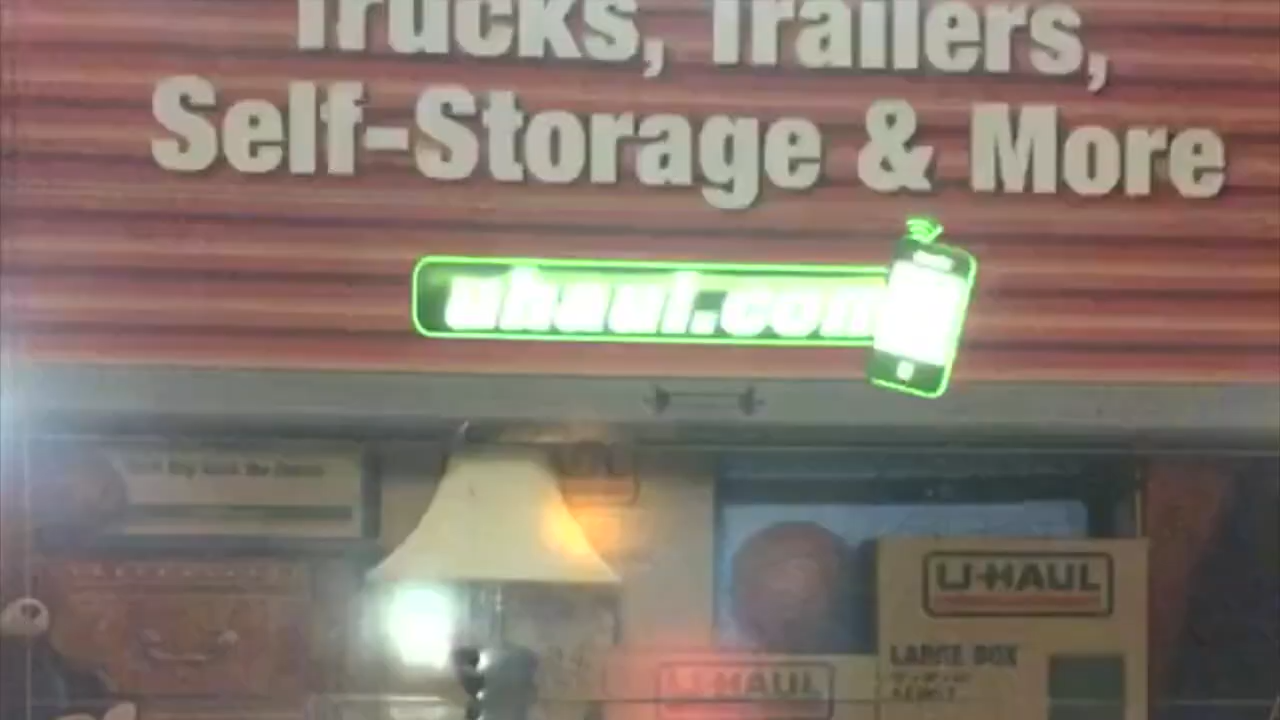 Trucks, Trailers,
Self-Storage & More
uhaul.com
U-HAUL
LARGE BOX
U-HAUL